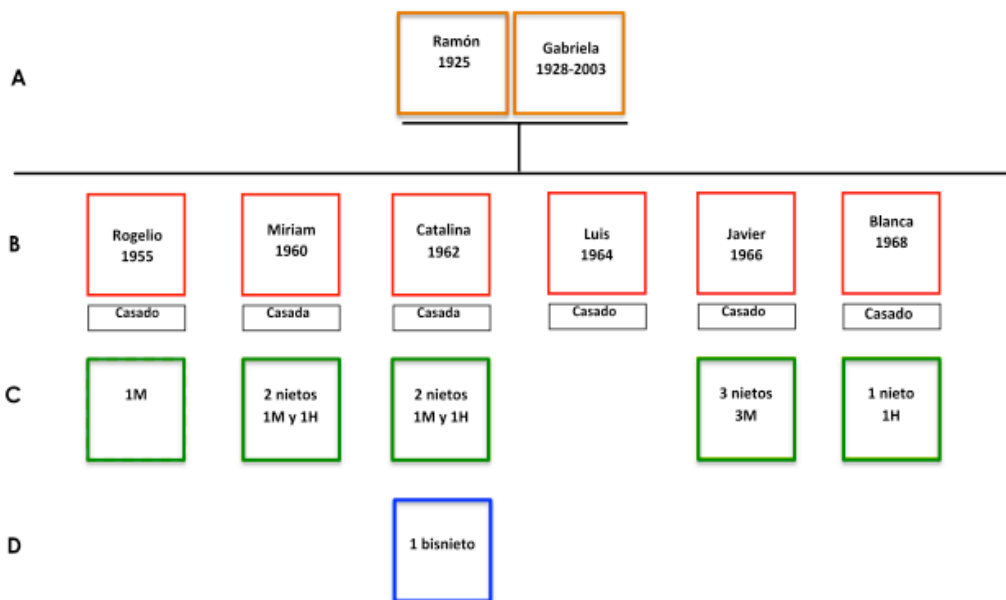 A
Ramón
1925
Gabriela
1928-2003
B
Rogelio
1955
Miriam
1960
Catalina
1962
Luis
1964
Javier
1966
Blanca
1968
Casado
Casada
Casada
Casado
Casado
Casado
C
1M
2 nietos
1M y 1H
2 nietos
1M y 1H
3 nietos
3M
1 nieto
1H
D
1 bisnieto